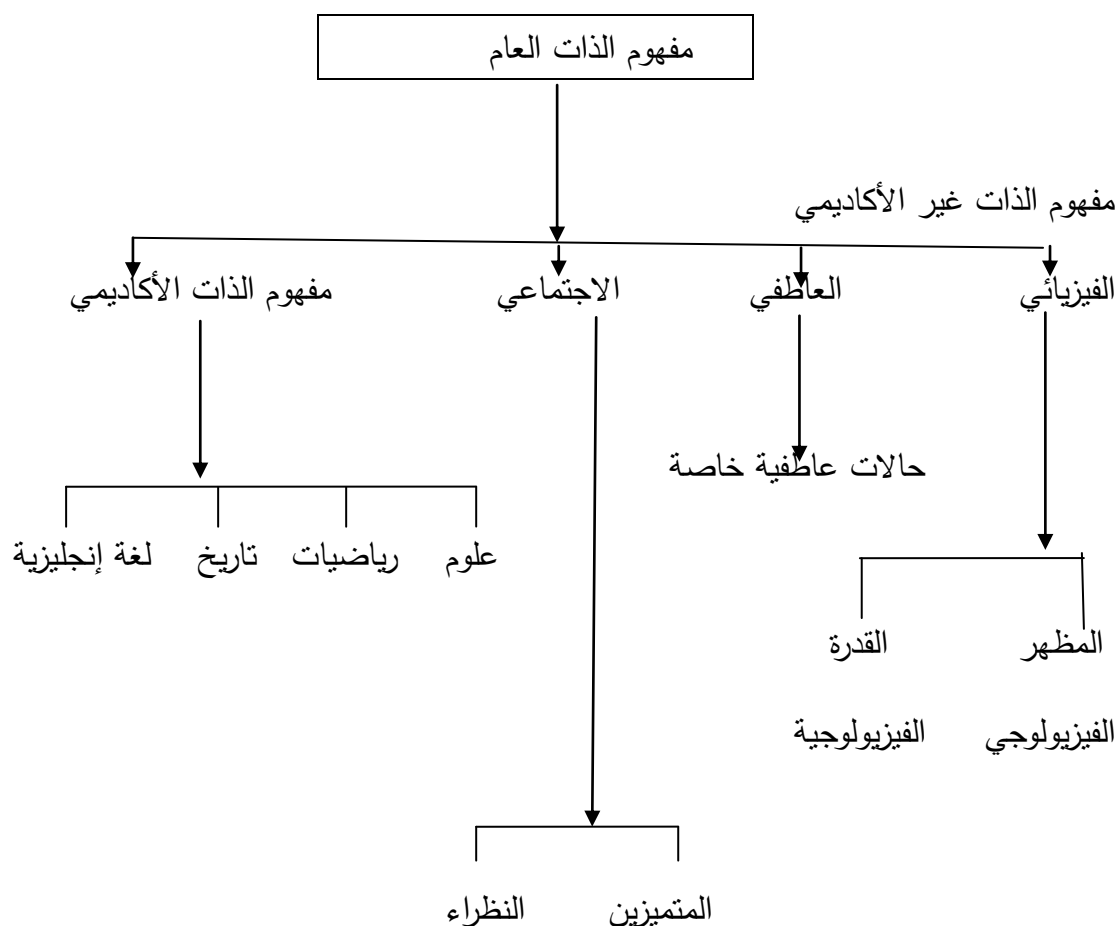 مفهوم الذات العام
مفهوم الذات غير الأكاديمي
الفيزيائي
العاطفي
الاجتماعي
مفهوم الذات الأكاديمي
حالات عاطفية خاصة
علوم
رياضيات
تاريخ
لغة إنجليزية
المظهر
القدرة
الفيزيولوجي
الفيزيولوجية
المتميزين
النظراء